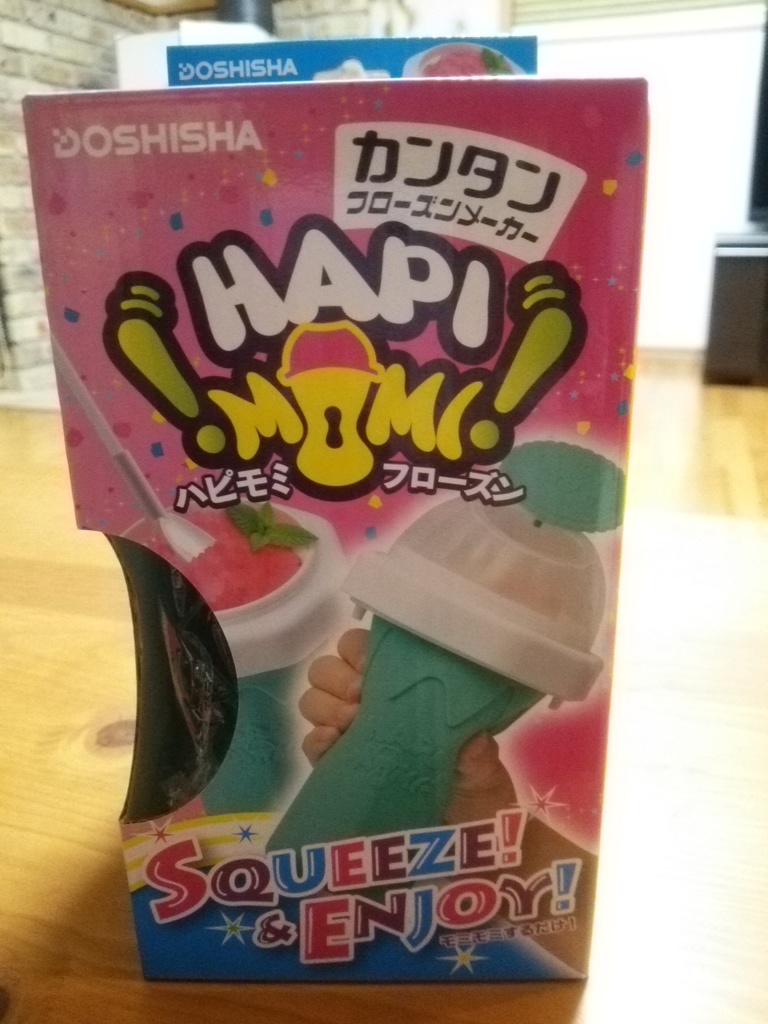 DOSHISHA
DOSHISHA
カンタン
フローズンメーカー
HAPI
!MOMI!
ハピモミ フローズン
SQUEEZE!
& ENJOY!
モミモミするだけ!